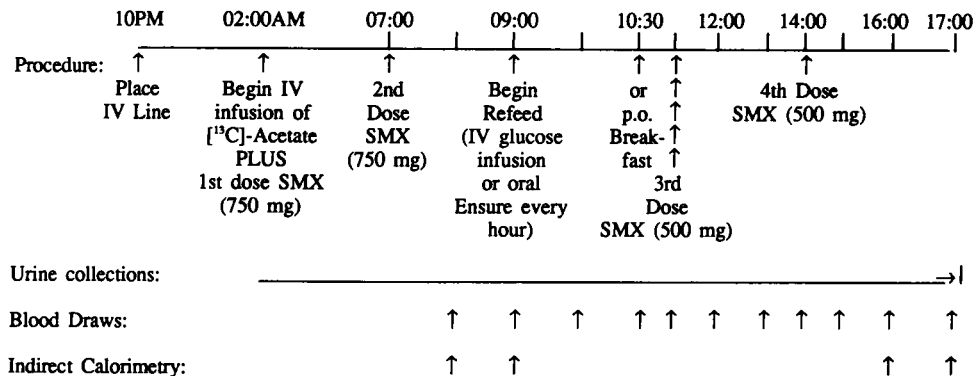 10PM 02:00AM 07:00 09:00 10:30 12:00 14:00 16:00 17:00
Procedure: ↑ ↑ ↑ ↑ ↑ ↑ ↑
Place Begin IV 2nd Begin or ↑ 4th Dose
IV Line infusion of Dose Refeed p.o. ↑ SMX (500 mg)
[¹³C]-Acetate SMX (IV glucose Break- ↑
PLUS (750 mg) infusion fast ↑
1st dose SMX or oral 3rd
(750 mg) Ensure every Dose
hour) SMX (500 mg)
Urine collections: →|
Blood Draws: ↑ ↑ ↑ ↑ ↑ ↑ ↑ ↑ ↑ ↑ ↑
Indirect Calorimetry: ↑ ↑ ↑ ↑